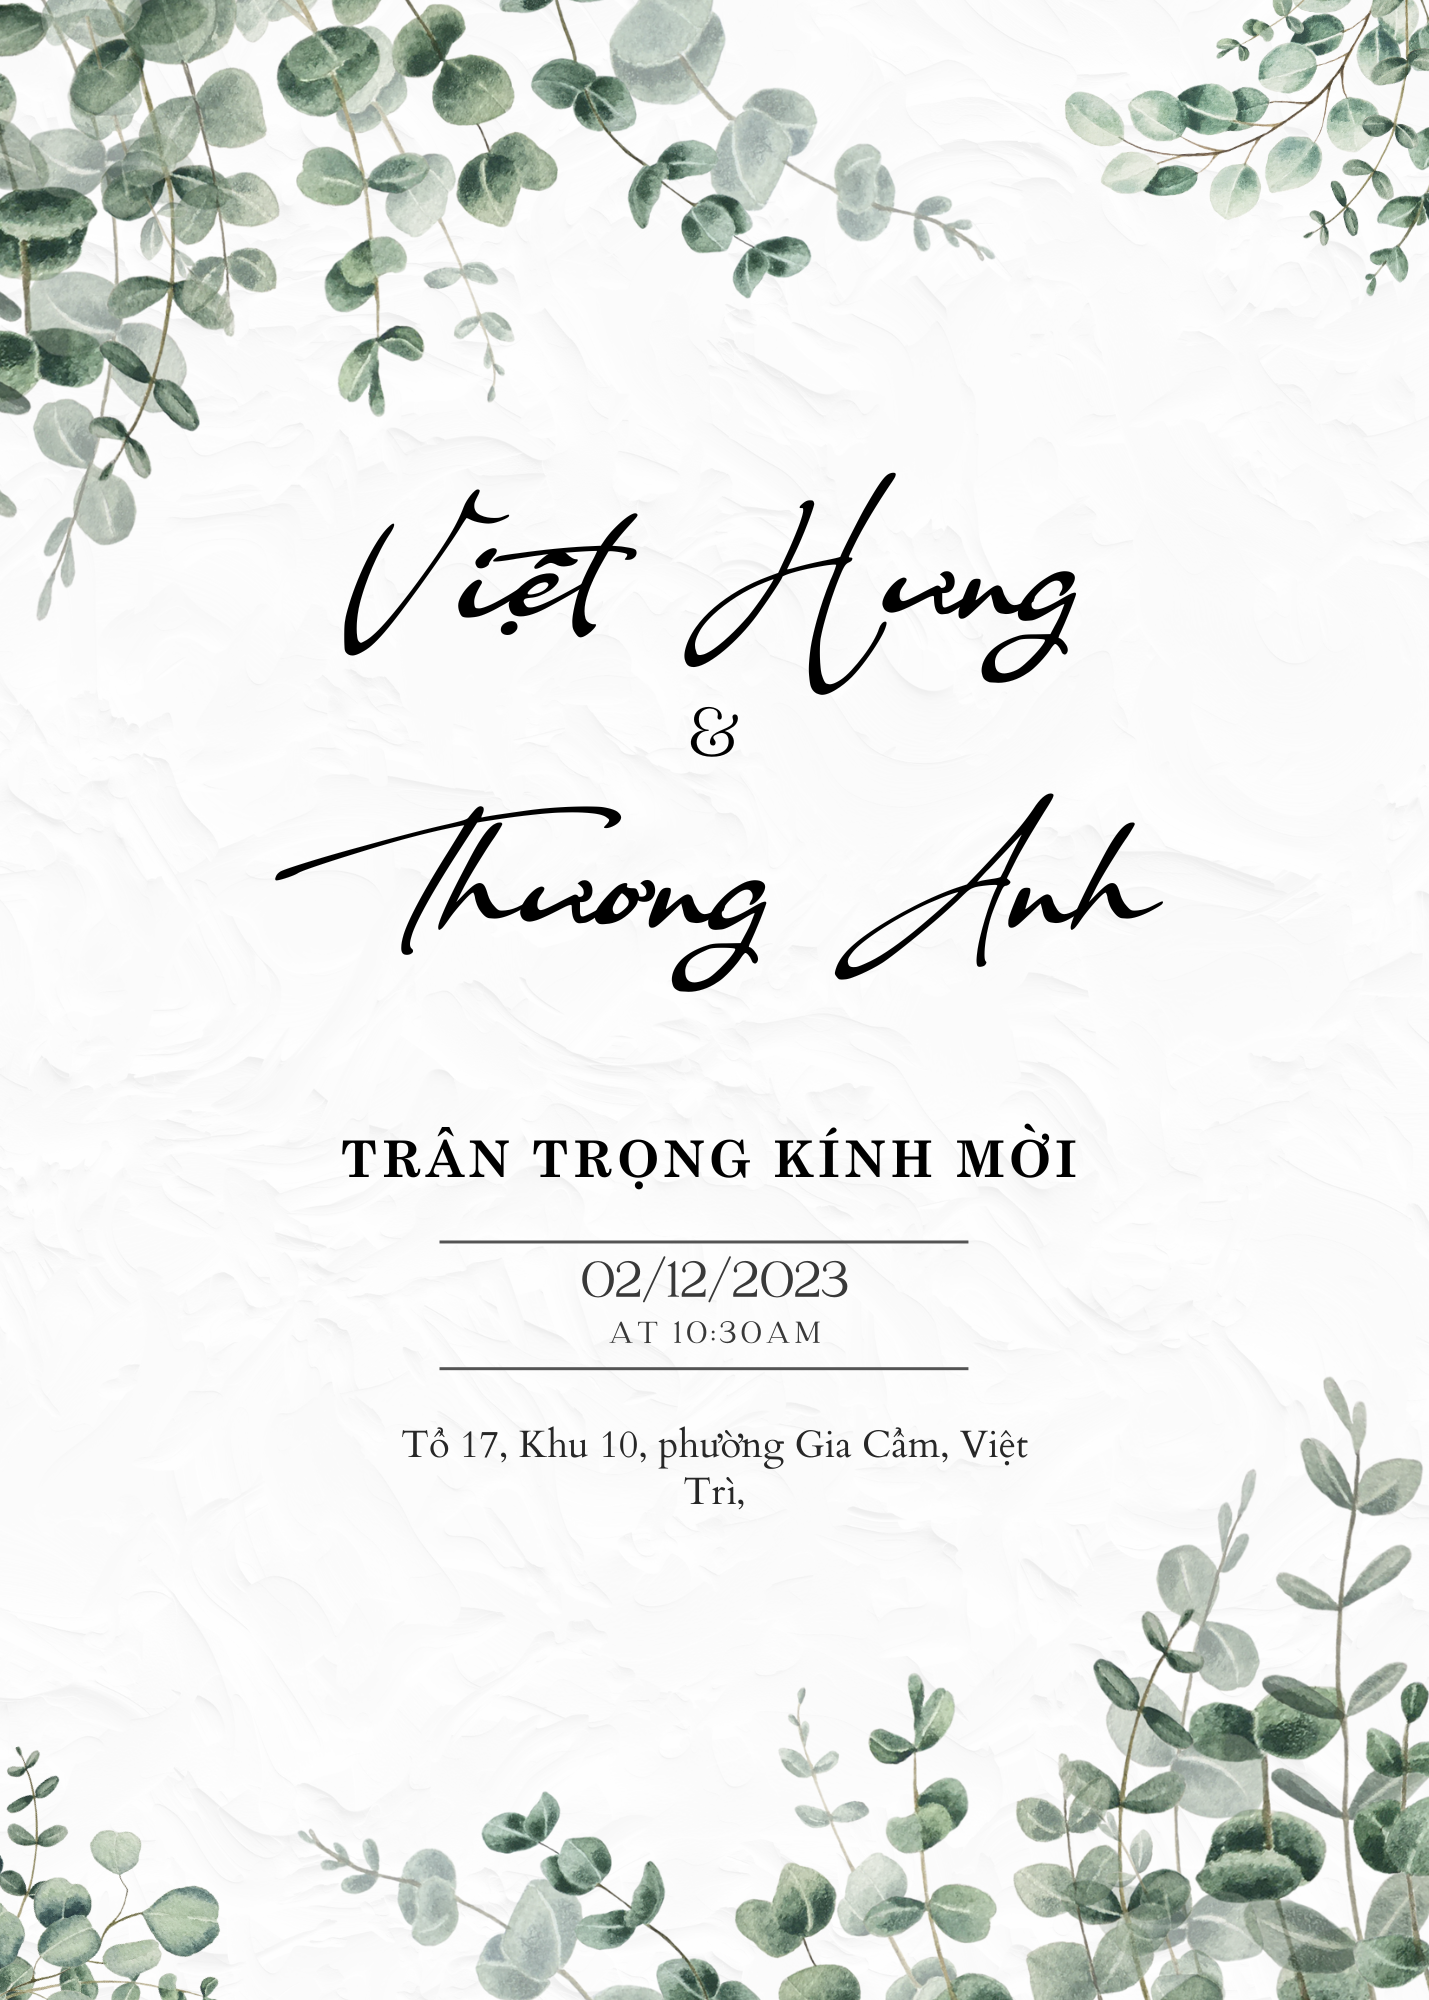 Việt Hưng
&
Thương Anh
TRÂN TRỌNG KÍNH MỜI
02/12/2023
AT 10:30AM
Tổ 17, Khu 10, phường Gia Cẩm, Việt
Trì,